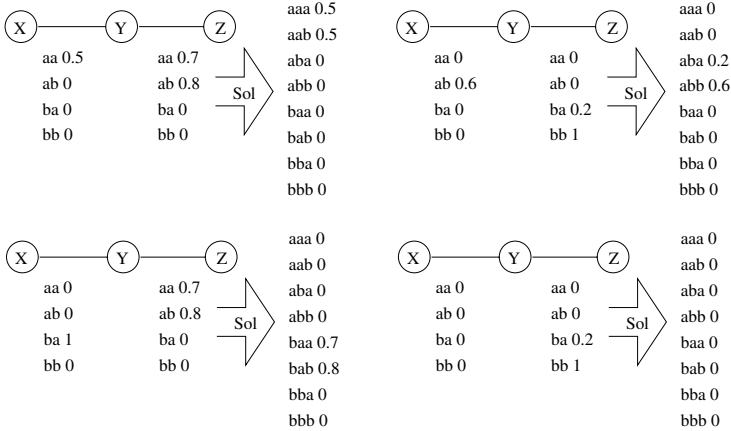 X Y Z
aa 0.5
ab 0
ba 0
bb 0
aa 0.7
ab 0.8
ba 0
bb 0
Sol
aaa 0.5
aab 0.5
aba 0
abb 0
baa 0
bab 0
bba 0
bbb 0
X Y Z
aa 0
ab 0.6
ba 0
bb 0
aa 0
ab 0
ba 0.2
bb 1
Sol
aaa 0
aab 0
aba 0.2
abb 0.6
baa 0
bab 0
bba 0
bbb 0
X Y Z
aa 0
ab 0
ba 1
bb 0
aa 0.7
ab 0.8
ba 0
bb 0
Sol
aaa 0
aab 0
aba 0
abb 0
baa 0.7
bab 0.8
bba 0
bbb 0
X Y Z
aa 0
ab 0
ba 0
bb 0
aa 0
ab 0
ba 0.2
bb 1
Sol
aaa 0
aab 0
aba 0
abb 0
baa 0
bab 0
bba 0
bbb 0